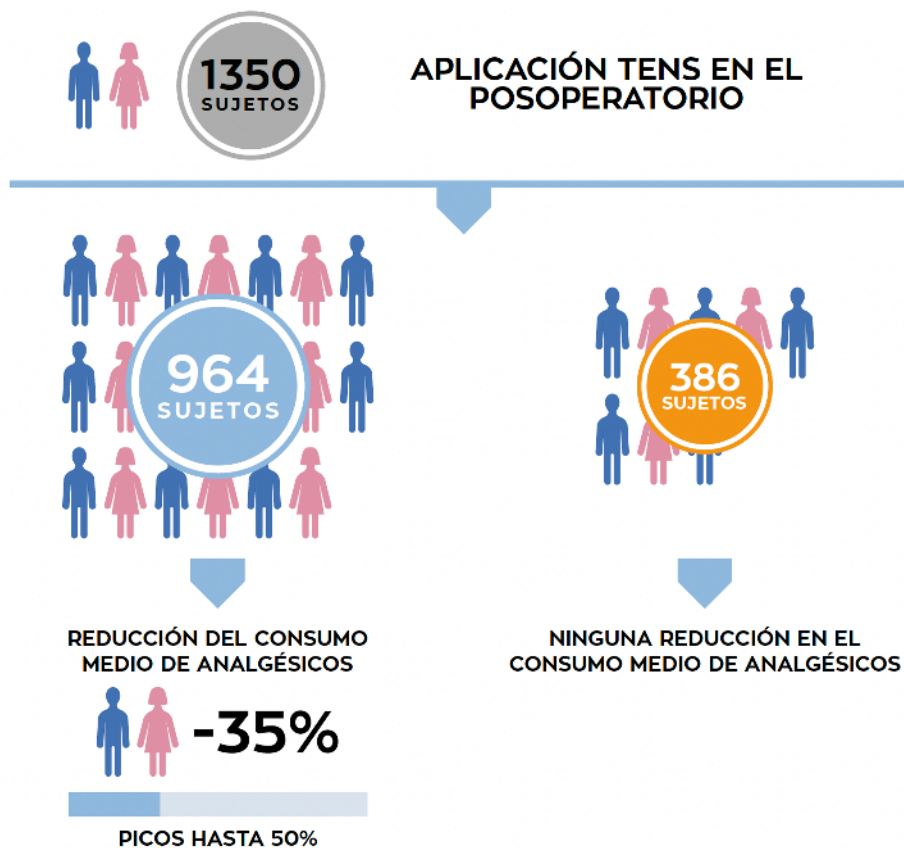 1350
SUJETOS
APLICACIÓN TENS EN EL
POSOPERATORIO
964
SUJETOS
386
SUJETOS
REDUCCIÓN DEL CONSUMO
MEDIO DE ANALGÉSICOS
NINGUNA REDUCCIÓN EN EL
CONSUMO MEDIO DE ANALGÉSICOS
-35%
PICOS HASTA 50%